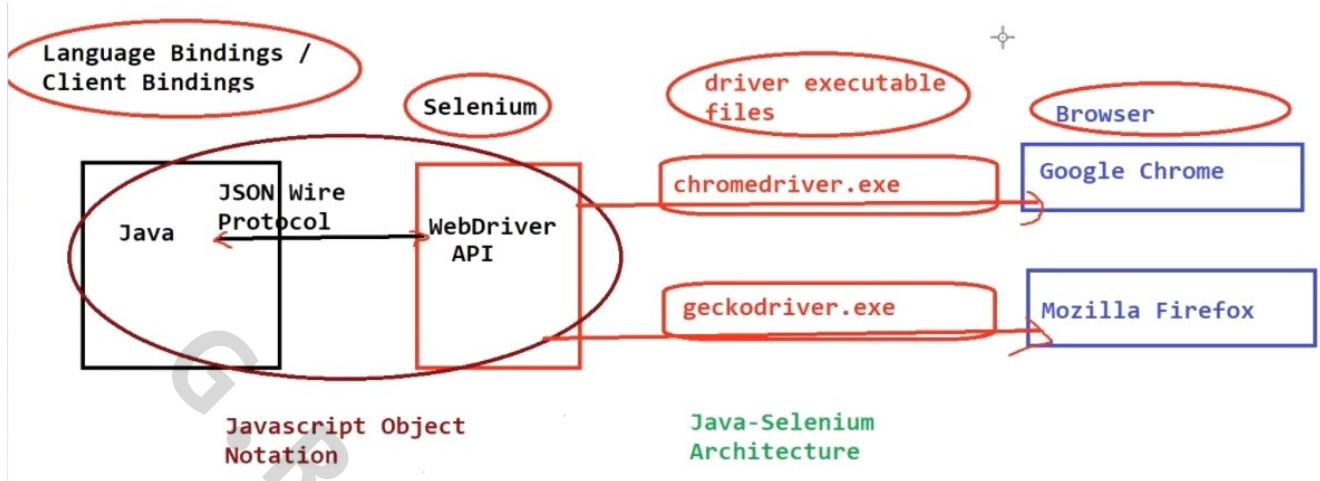 Language Bindings /
Client Bindings
Selenium
driver executable
files
Browser
JSON Wire
Protocol
Java
WebDriver
API
chromedriver.exe
Google Chrome
geckodriver.exe
Mozilla Firefox
Javascript Object
Notation
Java-Selenium
Architecture
G.R